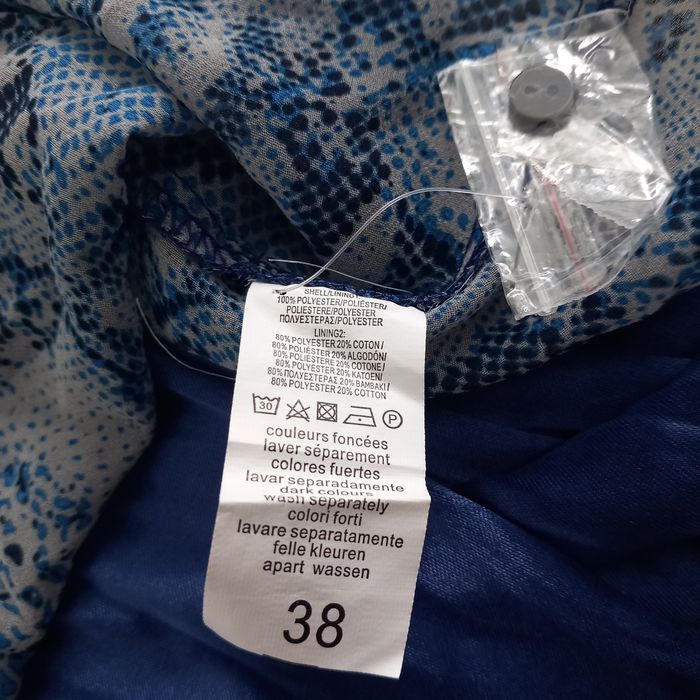 SHELL/LINING1
100% POLYESTER/POLIÉSTER/
POLIESTERE/POLYESTER
ΠΟΛΥΕΣΤΕΡΑΣ/POLYESTER
LINING2:
80% POLYESTER 20% COTON/
80% POLIÉSTER 20% ALGODÓN/
80% POLIESTERE 20% COTONE/
80% POLYESTER 20% KATOEN/
80% ΠΟΛΥΕΣΤΕΡΑΣ 20% ΒΑΜΒΑΚΙ/
80% POLYESTER 20% COTTON
30 P
couleurs foncées
laver séparement
colores fuertes
lavar separadamente
dark colours
wash separately
colori forti
lavare separatamente
felle kleuren
apart wassen
38